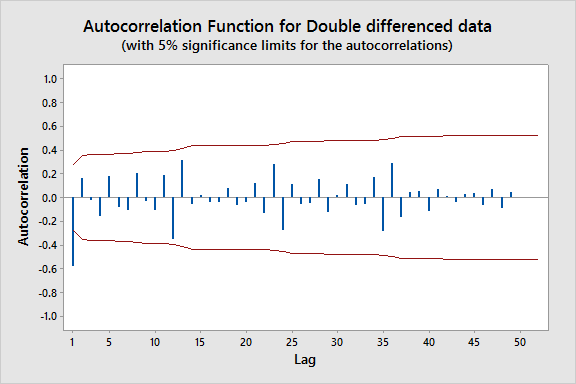 Autocorrelation Function for Double differenced data
(with 5% significance limits for the autocorrelations)
1.0
0.8
0.6
0.4
0.2
0.0
-0.2
-0.4
-0.6
-0.8
-1.0
Autocorrelation
1 5 10 15 20 25 30 35 40 45 50
Lag